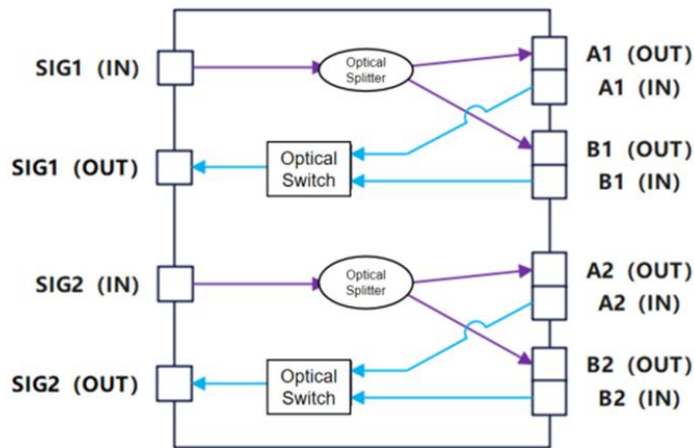 SIG1 (IN)
Optical
Splitter
A1 (OUT)
A1 (IN)
SIG1 (OUT)
Optical
Switch
B1 (OUT)
B1 (IN)
SIG2 (IN)
Optical
Splitter
A2 (OUT)
A2 (IN)
SIG2 (OUT)
Optical
Switch
B2 (OUT)
B2 (IN)